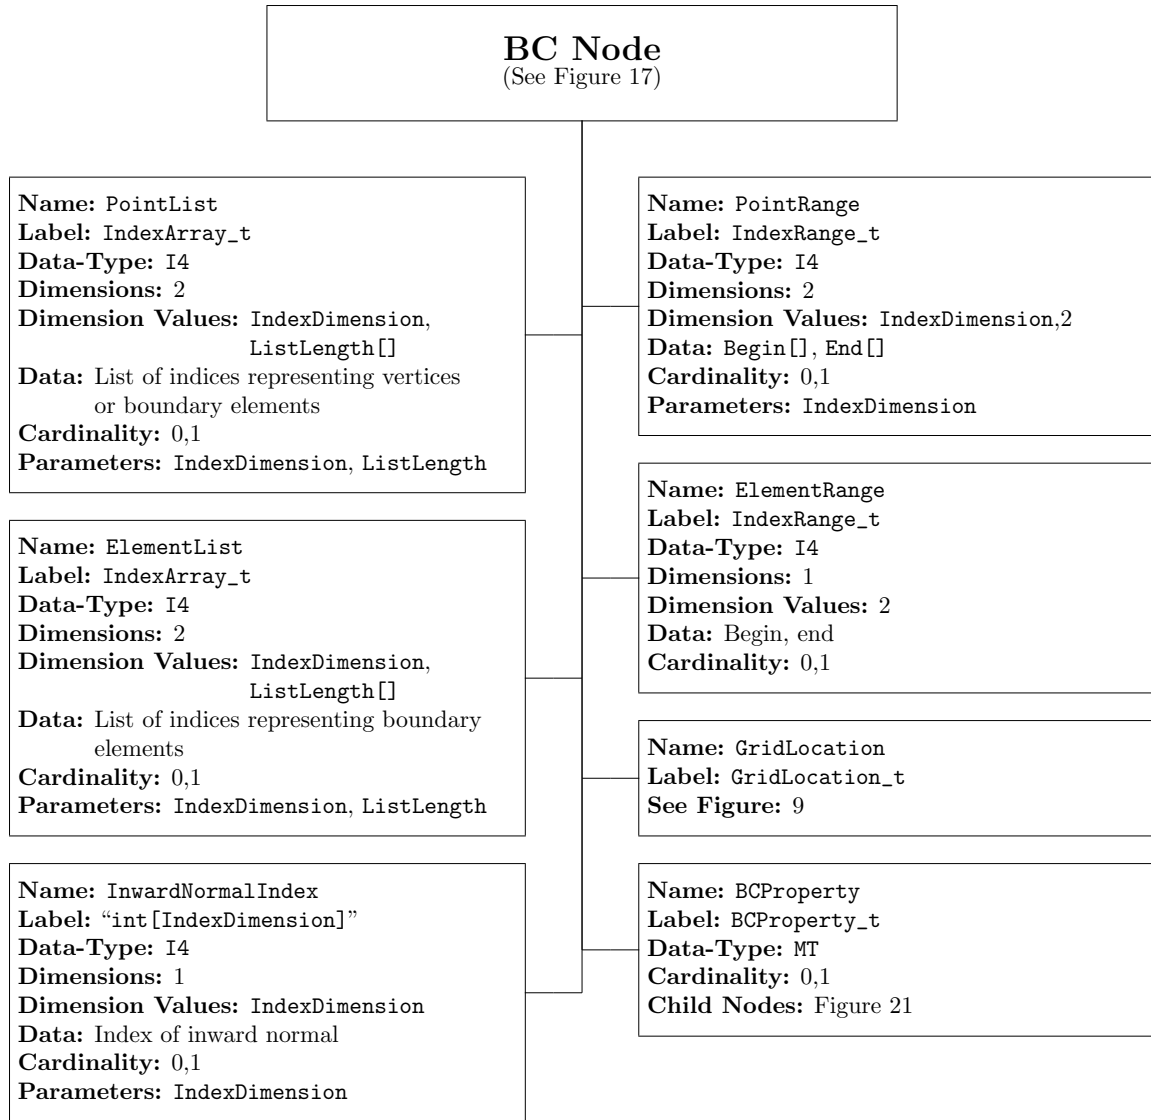 BC Node
(See Figure 17)
Name: PointList
Label: IndexArray_t
Data-Type: I4
Dimensions: 2
Dimension Values: IndexDimension,
ListLength[]
Data: List of indices representing vertices
or boundary elements
Cardinality: 0,1
Parameters: IndexDimension, ListLength
Name: ElementList
Label: IndexArray_t
Data-Type: I4
Dimensions: 2
Dimension Values: IndexDimension,
ListLength[]
Data: List of indices representing boundary
elements
Cardinality: 0,1
Parameters: IndexDimension, ListLength
Name: InwardNormalIndex
Label: “int[IndexDimension]”
Data-Type: I4
Dimensions: 1
Dimension Values: IndexDimension
Data: Index of inward normal
Cardinality: 0,1
Parameters: IndexDimension
Name: PointRange
Label: IndexRange_t
Data-Type: I4
Dimensions: 2
Dimension Values: IndexDimension,2
Data: Begin[], End[]
Cardinality: 0,1
Parameters: IndexDimension
Name: ElementRange
Label: IndexRange_t
Data-Type: I4
Dimensions: 1
Dimension Values: 2
Data: Begin, end
Cardinality: 0,1
Name: GridLocation
Label: GridLocation_t
See Figure: 9
Name: BCProperty
Label: BCProperty_t
Data-Type: MT
Cardinality: 0,1
Child Nodes: Figure 21